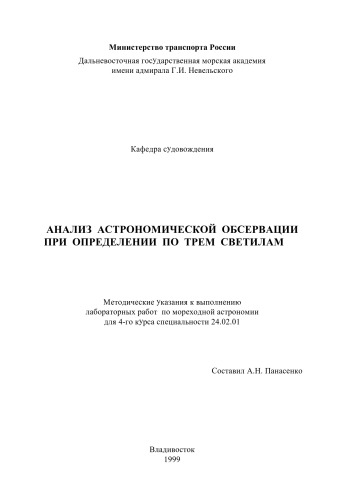 Министерство транспорта России
Дальневосточная государственная морская академия
имени адмирала Г.И. Невельского
Кафедра судовождения
АНАЛИЗ АСТРОНОМИЧЕСКОЙ ОБСЕРВАЦИИ
ПРИ ОПРЕДЕЛЕНИИ ПО ТРЕМ СВЕТИЛАМ
Методические указания к выполнению
лабораторных работ по мореходной астрономии
для 4-го курса специальности 24.02.01
Составил А.Н. Панасенко
Владивосток
1999